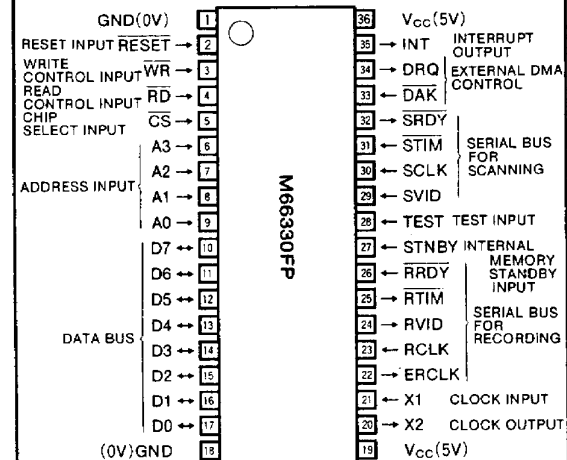 GND(0V) 1
RESET INPUT RESET → 2
WRITE CONTROL INPUT WR → 3
READ CONTROL INPUT RD → 4
CHIP SELECT INPUT CS → 5
ADDRESS INPUT
A3 → 6
A2 → 7
A1 → 8
A0 → 9
DATA BUS
D7 ↔ 10
D6 ↔ 11
D5 ↔ 12
D4 ↔ 13
D3 ↔ 14
D2 ↔ 15
D1 ↔ 16
D0 ↔ 17
(0V)GND 18
M66330FP
36 Vcc(5V)
35 → INT INTERRUPT OUTPUT
34 → DRQ
33 ← DAK
EXTERNAL DMA CONTROL
32 → SRDY
31 ← STIM
30 ← SCLK
29 ← SVID
SERIAL BUS FOR SCANNING
28 ← TEST TEST INPUT
27 ← STNBY INTERNAL MEMORY STANDBY INPUT
26 ← RRDY
25 → RTIM
24 → RVID
23 ← RCLK
22 → ERCLK
SERIAL BUS FOR RECORDING
21 ← X1 CLOCK INPUT
20 → X2 CLOCK OUTPUT
19 Vcc(5V)